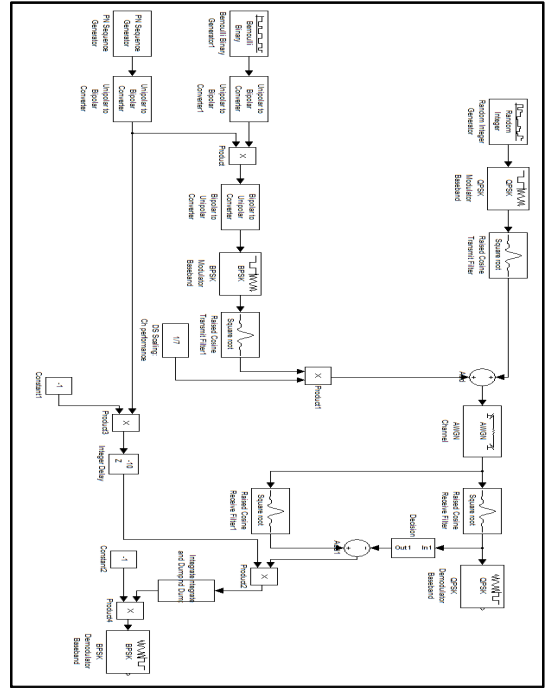 Random
Integer
Random Integer
Generator
QPSK
QPSK
Modulator
Baseband
Square root
Raised Cosine
Transmit Filter
Add
AWGN
AWGN
Channel
Square root
Raised Cosine
Receive Filter
QPSK
QPSK
Demodulator
Baseband
In1
Out1
Decision
Square root
Raised Cosine
Receive Filter1
Add1
Bernoulli
Binary
Bernoulli Binary
Generator1
Unipolar to
Bipolar
Converter
Unipolar to
Bipolar
Converter1
X
Product
Bipolar to
Unipolar
Converter
Bipolar to
Unipolar
Converter
BPSK
BPSK
Modulator
Baseband
Square root
Raised Cosine
Transmit Filter1
X
Product1
1/7
DS Scaling:
Ch performance
X
Product2
Integrate
and Dump
PN Sequence
Generator
PN Sequence
Generator
Unipolar to
Bipolar
Converter
Unipolar to
Bipolar
Converter
-1
Constant1
X
Product3
-10
Z
Integer Delay
-1
Constant2
X
Product4
BPSK
BPSK
Demodulator
Baseband